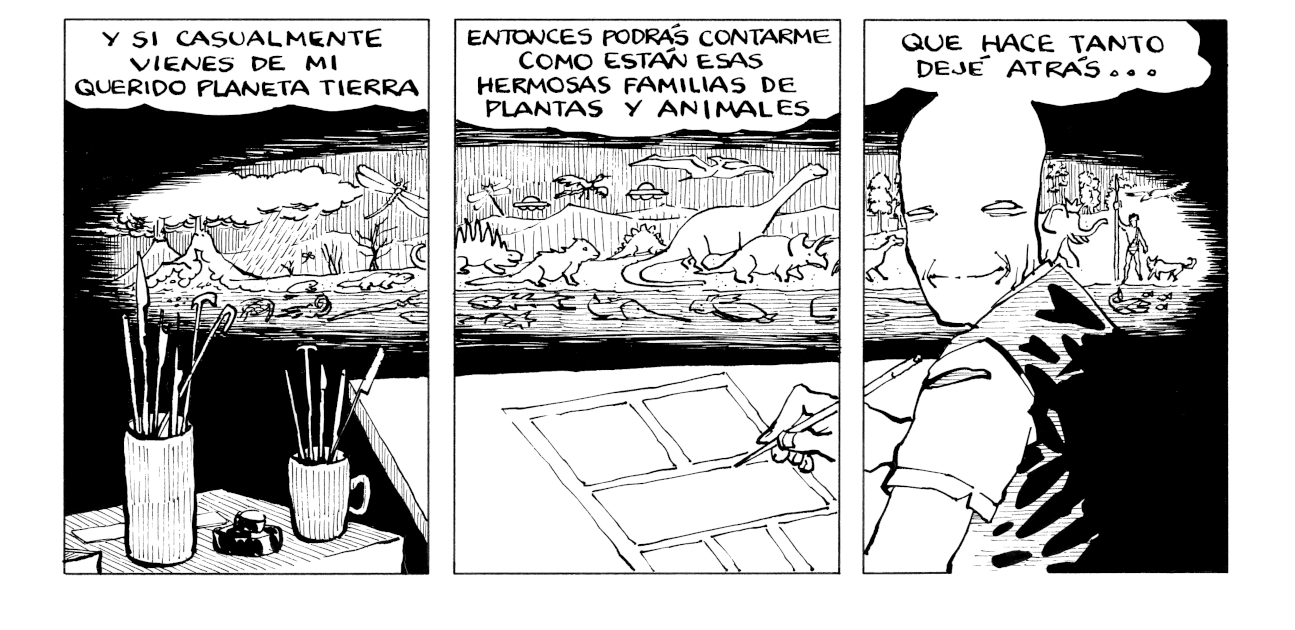 Y SI CASUALMENTE
VIENES DE MI
QUERIDO PLANETA TIERRA
ENTONCES PODRÁS CONTARME
COMO ESTÁN ESAS
HERMOSAS FAMILIAS DE
PLANTAS Y ANIMALES
QUE HACE TANTO
DEJÉ ATRÁS...